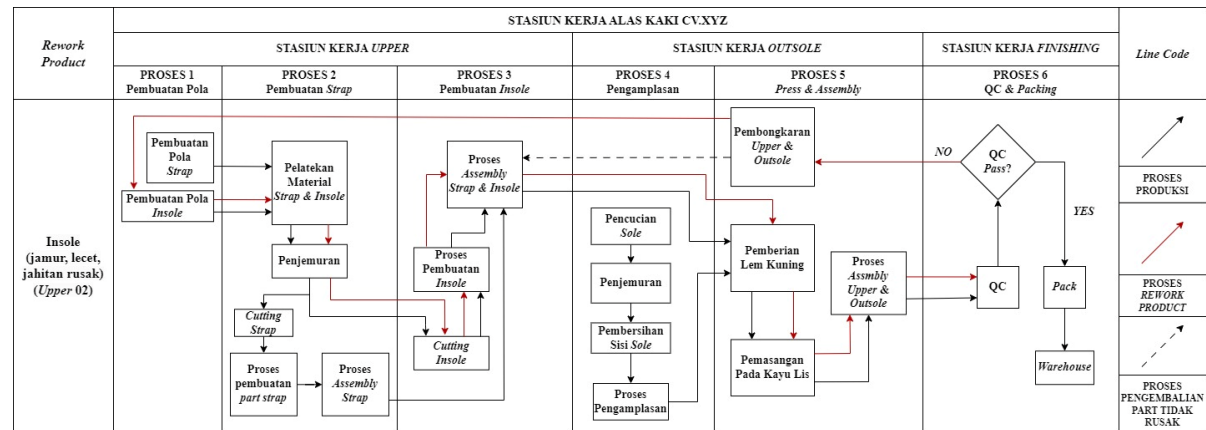 STASIUN KERJA ALAS KAKI CV.XYZ
Rework
Product
STASIUN KERJA UPPER
STASIUN KERJA OUTSOLE
STASIUN KERJA FINISHING
Line Code
PROSES 1
Pembuatan Pola
PROSES 2
Pembuatan Strap
PROSES 3
Pembuatan Insole
PROSES 4
Pengamplasan
PROSES 5
Press & Assembly
PROSES 6
QC & Packing
Insole
(jamur, lecet,
jahitan rusak)
(Upper 02)
Pembuatan
Pola
Strap
Pembuatan Pola
Insole
Pelatekan
Material
Strap & Insole
Penjemuran
Cutting
Strap
Proses
pembuatan
part strap
Proses
Assembly
Strap
Proses
Assembly
Strap & Insole
Proses
Pembuatan
Insole
Cutting
Insole
Pencucian
Sole
Penjemuran
Pembersihan
Sisi Sole
Proses
Pengamplasan
Pembongkaran
Upper &
Outsole
Pemberian
Lem Kuning
Pemasangan
Pada Kayu Lis
Proses
Assmbly
Upper &
Outsole
NO
QC
Pass?
YES
QC
Pack
Warehouse
PROSES
PRODUKSI
PROSES
REWORK
PRODUCT
PROSES
PENGEMBALIAN
PART TIDAK
RUSAK